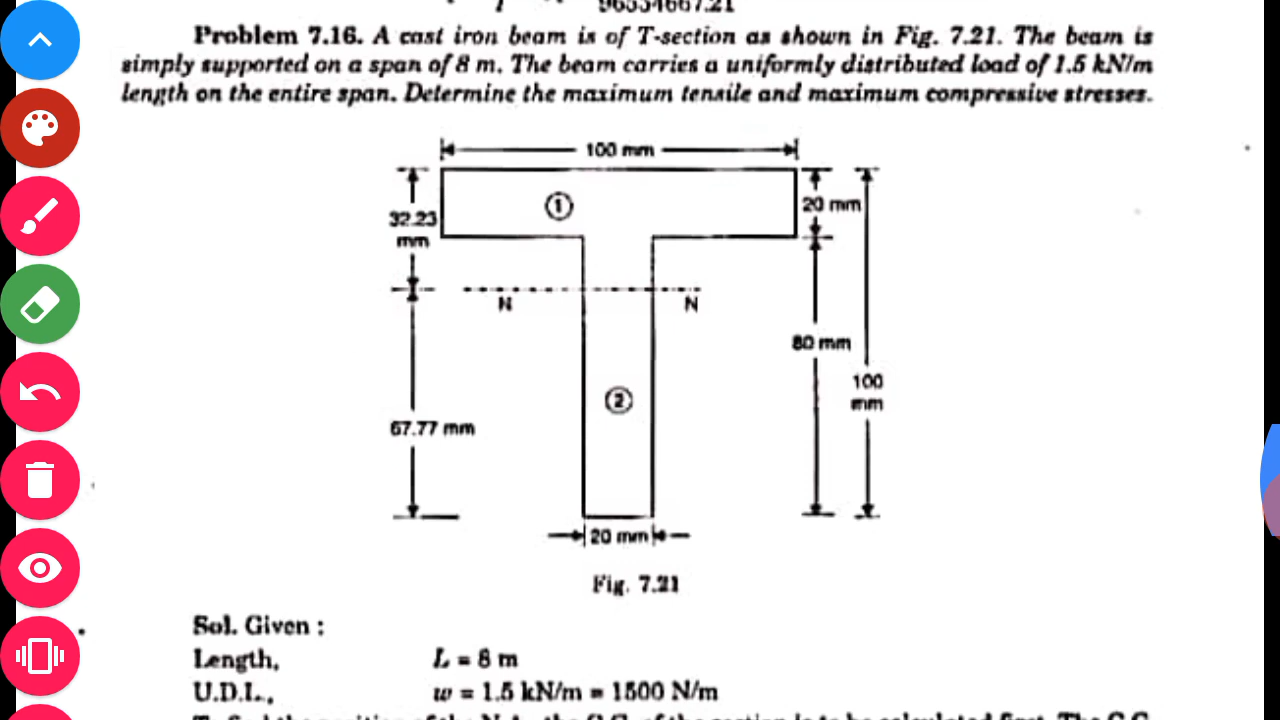 96534667.21
Problem 7.16. A cast iron beam is of T-section as shown in Fig. 7.21. The beam is
simply supported on a span of 8 m. The beam carries a uniformly distributed load of 1.5 kN/m
length on the entire span. Determine the maximum tensile and maximum compressive stresses.
100 mm
1
20 mm
32.23
mm
N
N
80 mm
2
100
mm
67.77 mm
20 mm
Fig. 7.21
Sol. Given :
Length, L = 8 m
U.D.L., w = 1.5 kN/m = 1500 N/m